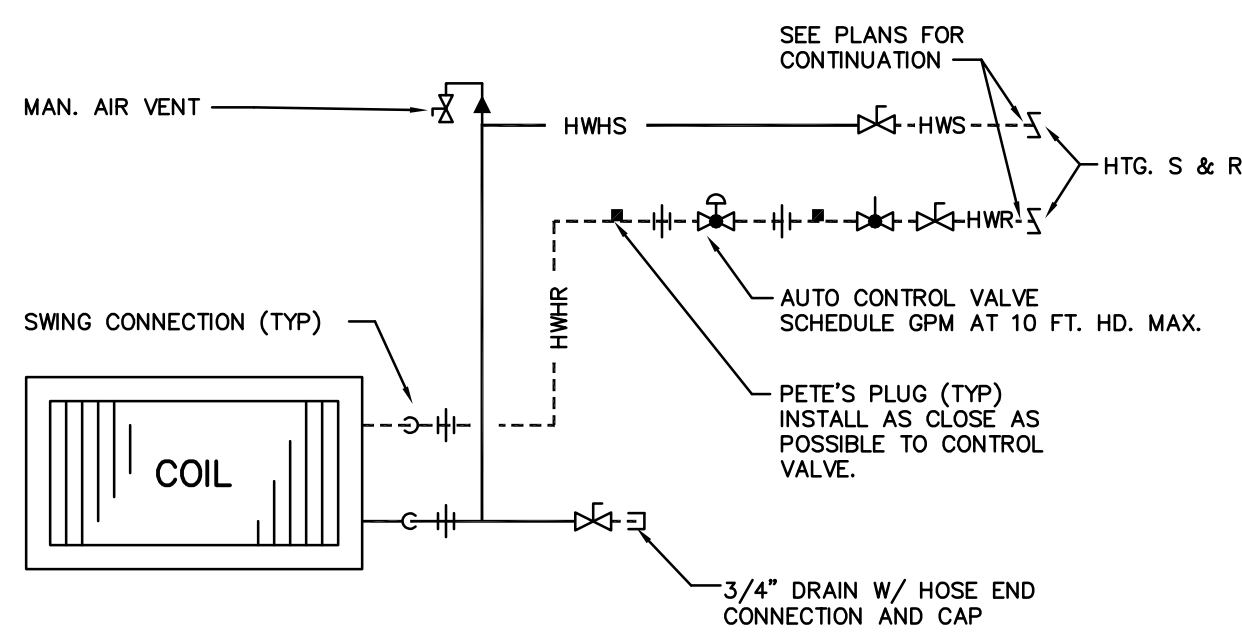 SEE PLANS FOR
CONTINUATION
MAN. AIR VENT
HWHS
HWS
HTG. S & R
HWR
AUTO CONTROL VALVE
SCHEDULE GPM AT 10 FT. HD. MAX.
HWHR
SWING CONNECTION (TYP)
PETE'S PLUG (TYP)
INSTALL AS CLOSE AS
POSSIBLE TO CONTROL
VALVE.
COIL
3/4" DRAIN W/ HOSE END
CONNECTION AND CAP